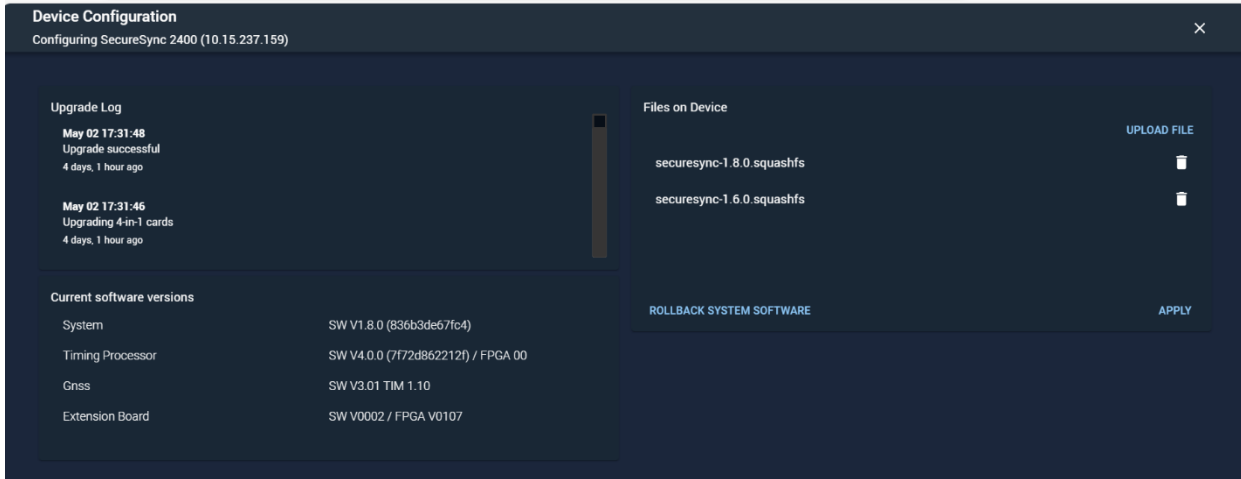 Device Configuration
Configuring SecureSync 2400 (10.15.237.159)
Upgrade Log
May 02 17:31:48
Upgrade successful
4 days, 1 hour ago
May 02 17:31:46
Upgrading 4-in-1 cards
4 days, 1 hour ago
Current software versions
System SW V1.8.0 (836b3de67fc4)
Timing Processor SW V4.0.0 (7f72d862212f) / FPGA 00
Gnss SW V3.01 TIM 1.10
Extension Board SW V0002 / FPGA V0107
Files on Device
UPLOAD FILE
securesync-1.8.0.squashfs
securesync-1.6.0.squashfs
ROLLBACK SYSTEM SOFTWARE APPLY